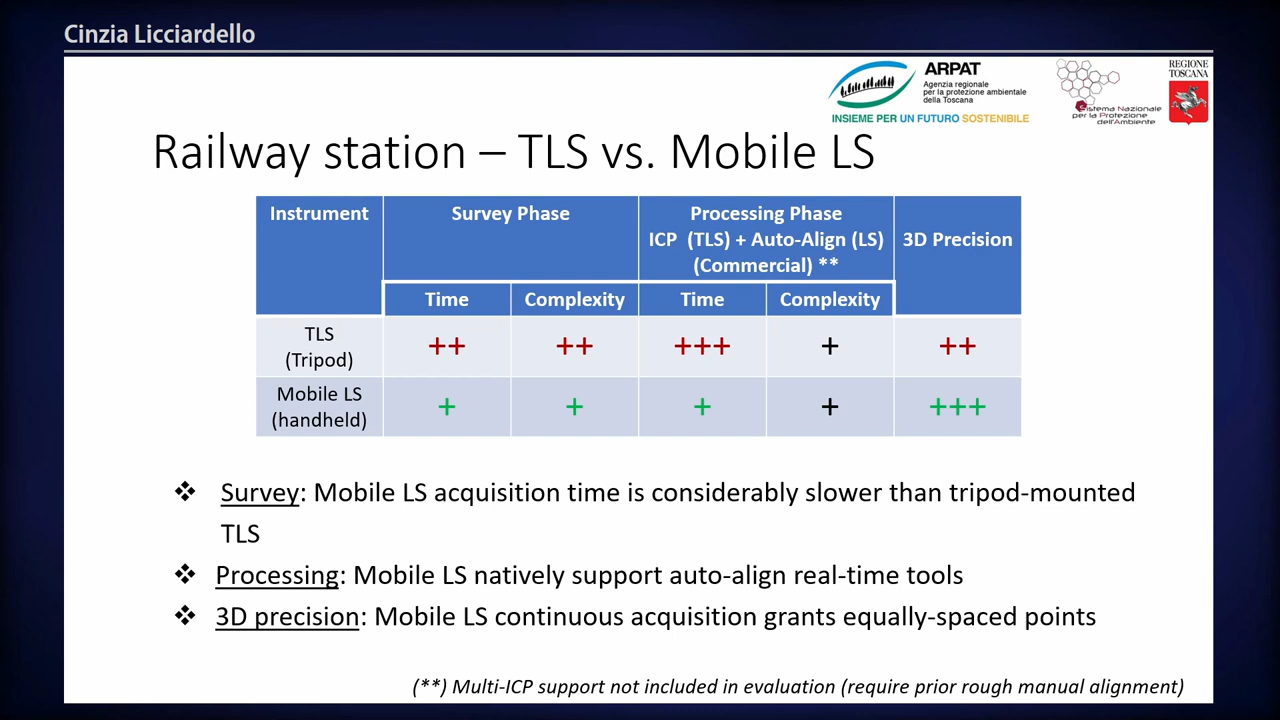 Cinzia Licciardello
ARPAT
Agenzia regionale
per la protezione ambientale
della Toscana
INSIEME PER UN FUTURO SOSTENIBILE
Sistema Nazionale
per la Protezione
dell'Ambiente
REGIONE
TOSCANA
Railway station – TLS vs. Mobile LS
Instrument
Survey Phase
Processing Phase
ICP (TLS) + Auto-Align (LS)
(Commercial) **
3D Precision
Time
Complexity
Time
Complexity
TLS
(Tripod)
++
++
+++
+
++
Mobile LS
(handheld)
+
+
+
+
+++
❖ Survey: Mobile LS acquisition time is considerably slower than tripod-mounted
TLS
❖ Processing: Mobile LS natively support auto-align real-time tools
❖ 3D precision: Mobile LS continuous acquisition grants equally-spaced points
(**) Multi-ICP support not included in evaluation (require prior rough manual alignment)